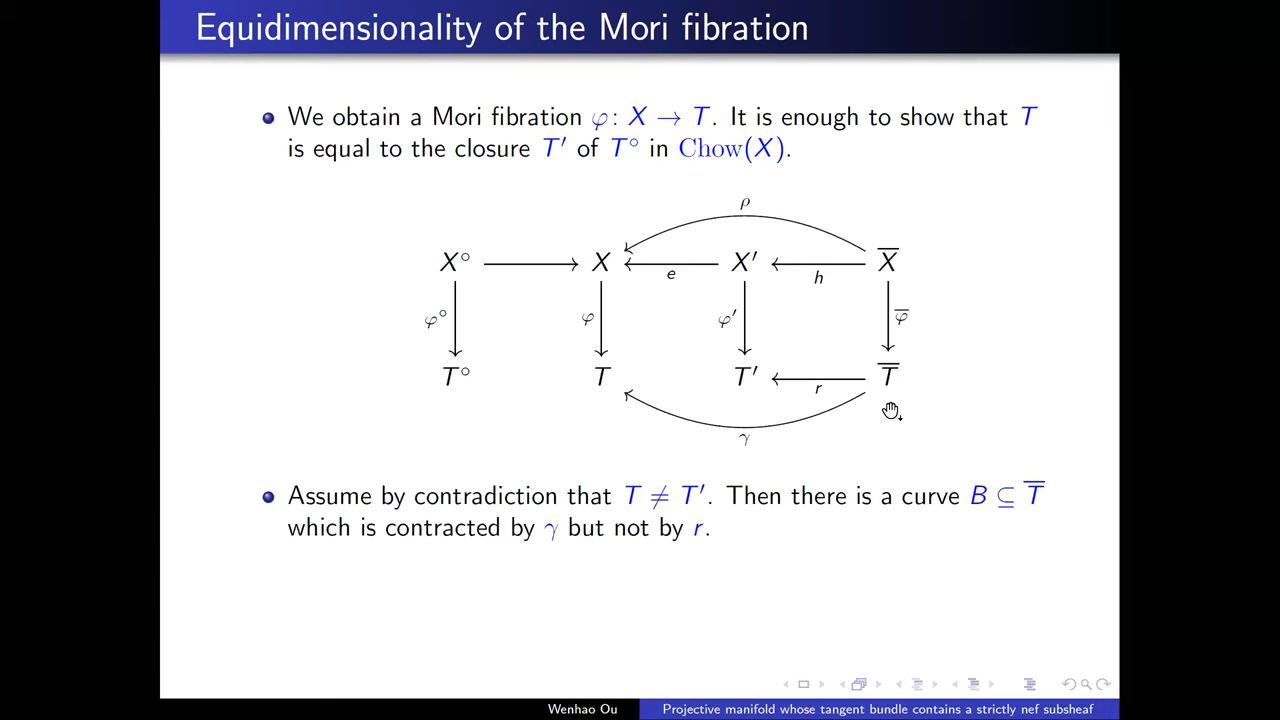 Equidimensionality of the Mori fibration
We obtain a Mori fibration φ: X → T. It is enough to show that T
is equal to the closure T′ of T° in Chow(X).
ρ
X° X X′ X̅
e h
φ° φ φ′ φ̅
T° T T′ T̅
r
γ
Assume by contradiction that T ≠ T′. Then there is a curve B ⊆ T̅
which is contracted by γ but not by r.
Wenhao Ou Projective manifold whose tangent bundle contains a strictly nef subsheaf